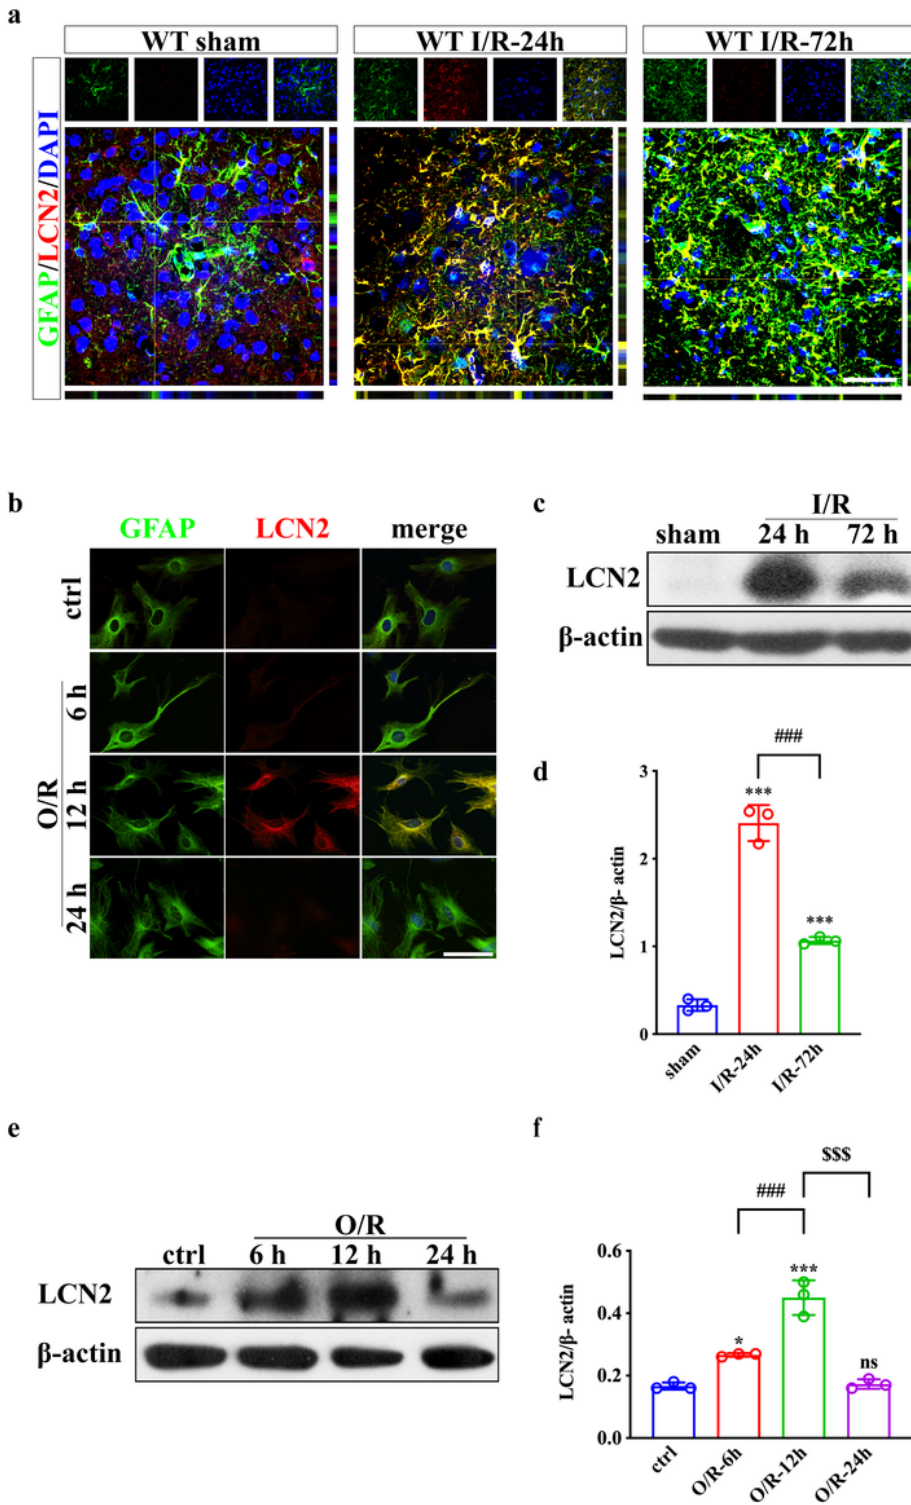 a
WT sham
WT I/R-24h
WT I/R-72h
GFAP/LCN2/DAPI
b
GFAP LCN2 merge
ctrl
6 h
12 h
24 h
O/R
c
I/R
sham 24 h 72 h
LCN2
β-actin
d
###
***
***
LCN2/β- actin
3
2
1
0
sham
I/R-24h
I/R-72h
e
O/R
ctrl 6 h 12 h 24 h
LCN2
β-actin
f
$$$
###
***
*
ns
LCN2/β- actin
0.6
0.4
0.2
0.0
ctrl
O/R-6h
O/R-12h
O/R-24h